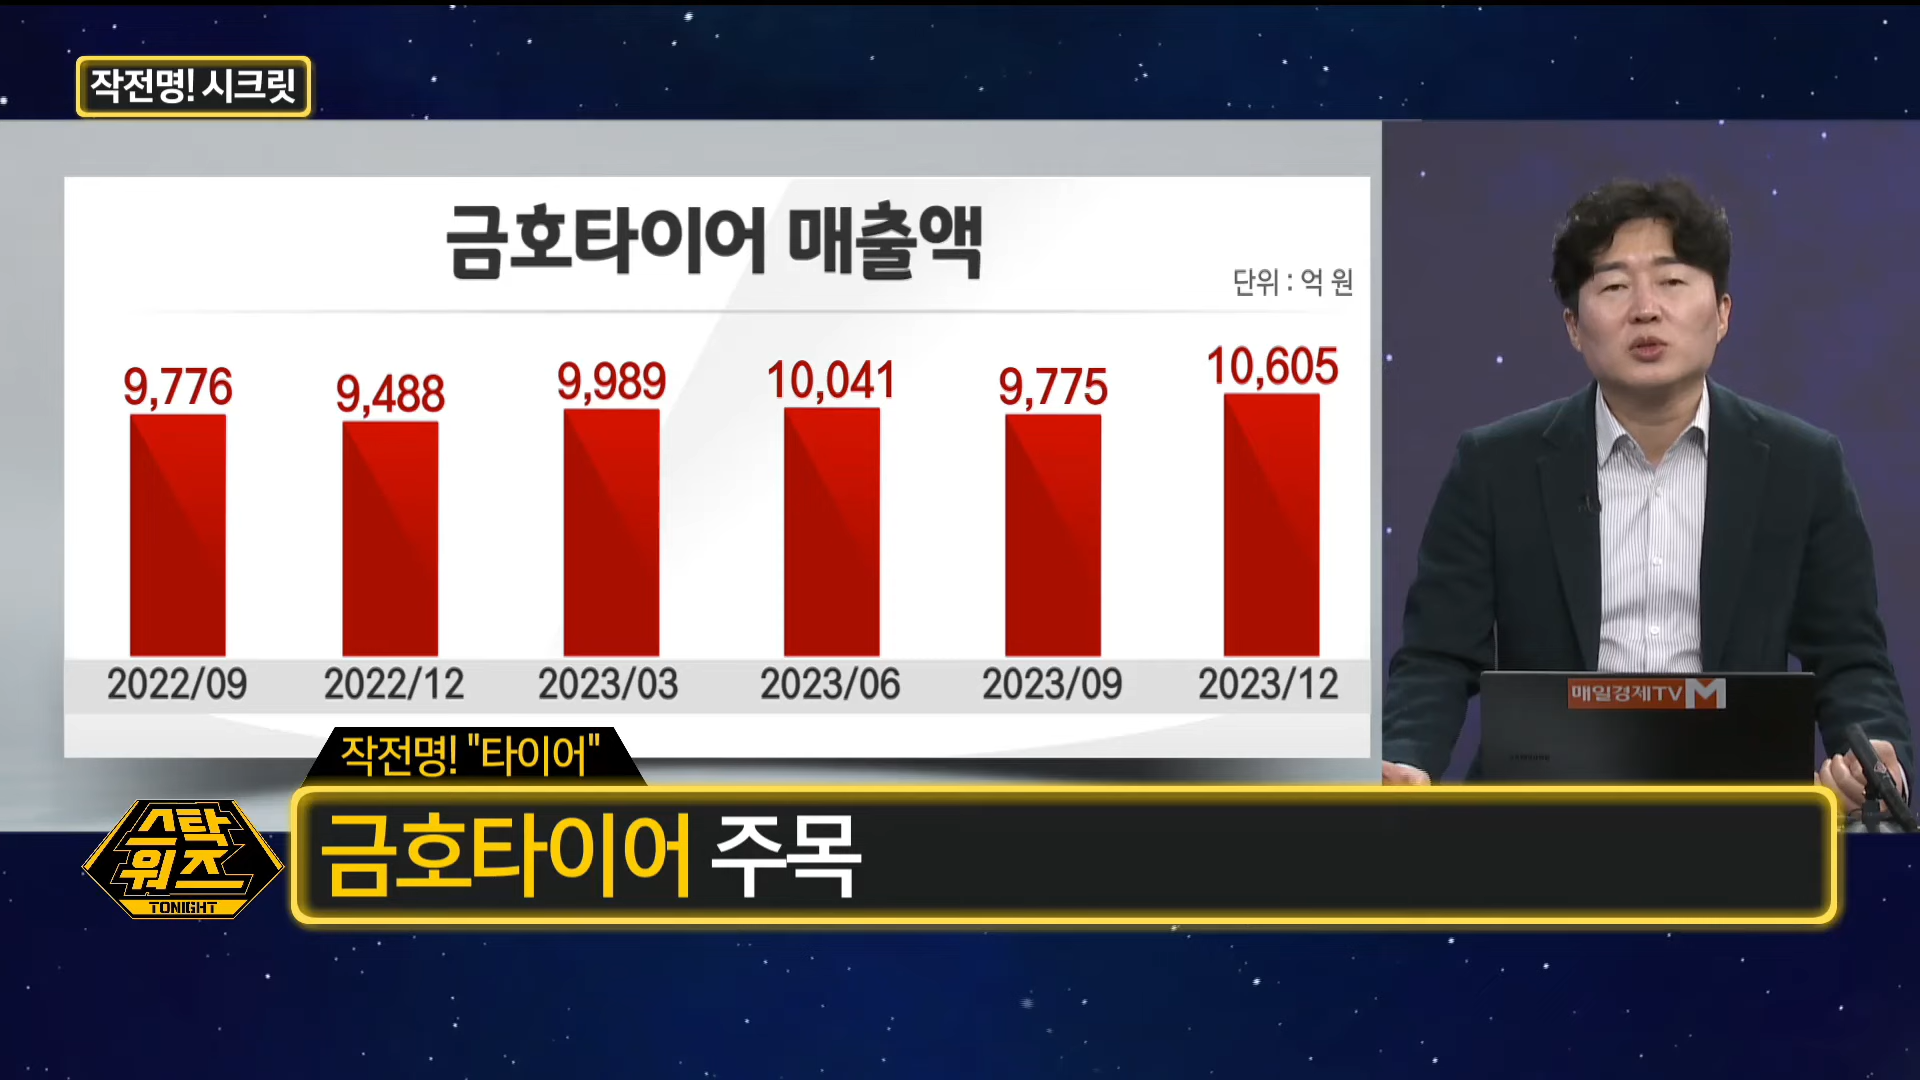 작전명! 시크릿
금호타이어 매출액
단위 : 억 원
9,776 9,488 9,989 10,041 9,775 10,605
2022/09 2022/12 2023/03 2023/06 2023/09 2023/12
매일경제TV M
SAMSUNG
작전명! "타이어"
금호타이어 주목
스탁
워즈
TONIGHT